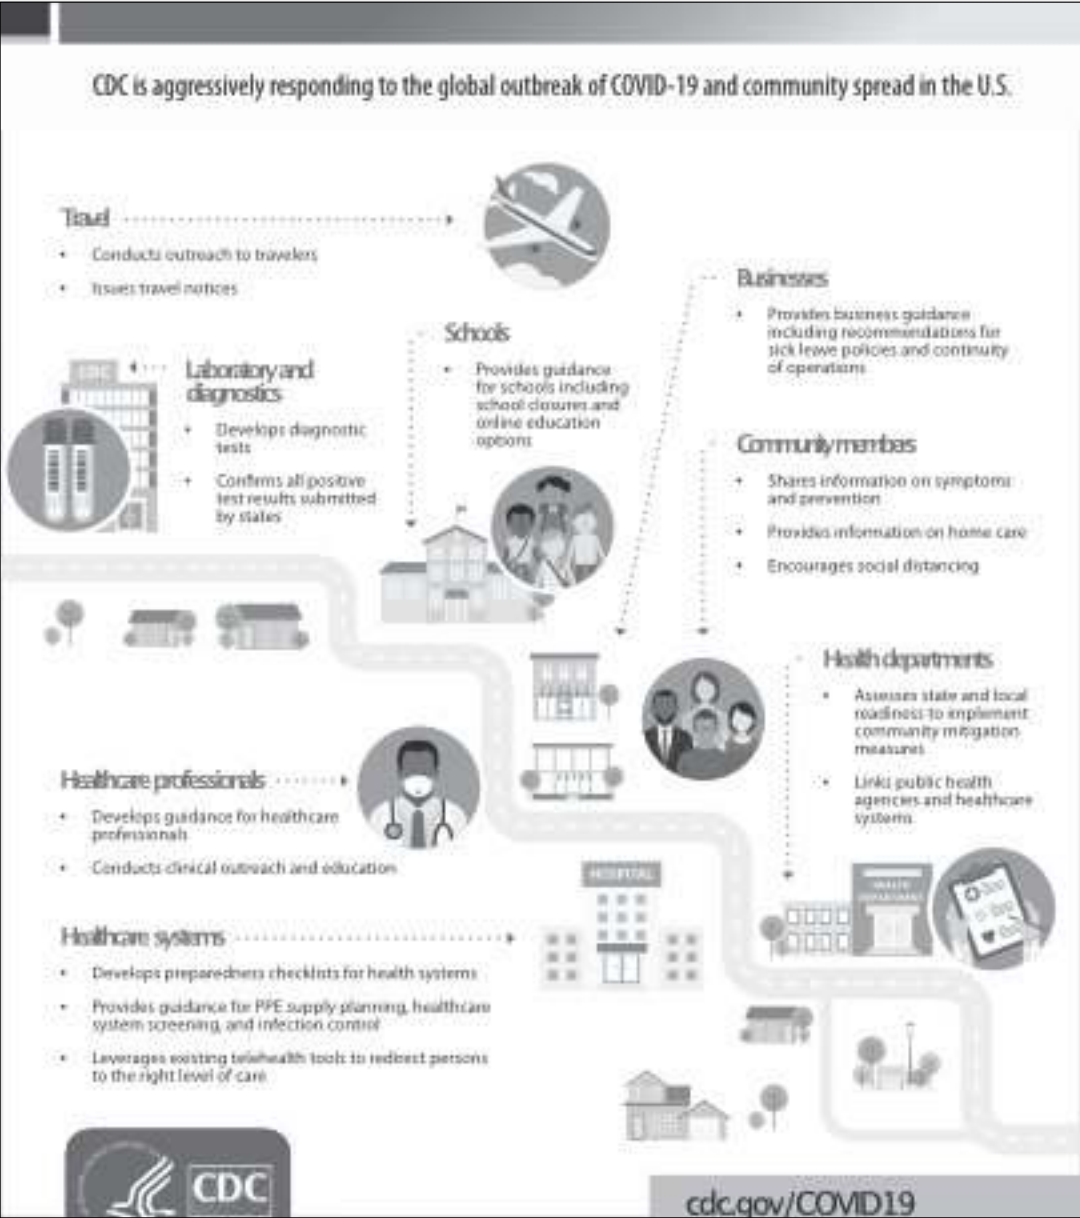 CDC is aggressively responding to the global outbreak of COVID-19 and community spread in the U.S.
Travel
• Conducts outreach to travelers
• Issues travel notices
Businesses
• Provides business guidance
including recommendations for
sick leave policies and continuity
of operations
Schools
• Provides guidance
for schools including
school closures and
online education
options
Laboratory and
diagnostics
• Develops diagnostic
tests
• Confirms all positive
test results submitted
by states
Community members
• Shares information on symptoms
and prevention
• Provides information on home care
• Encourages social distancing
Health departments
• Assesses state and local
readiness to implement
community mitigation
measures
• Links public health
agencies and healthcare
systems
Healthcare professionals
• Develops guidance for healthcare
professionals
• Conducts clinical outreach and education
HOSPITAL
HEALTH
DEPARTMENT
Healthcare systems
• Develops preparedness checklists for health systems
• Provides guidance for PPE supply planning, healthcare
system screening, and infection control
• Leverages existing telehealth tools to redirect persons
to the right level of care
CDC
cdc.gov/COVID19